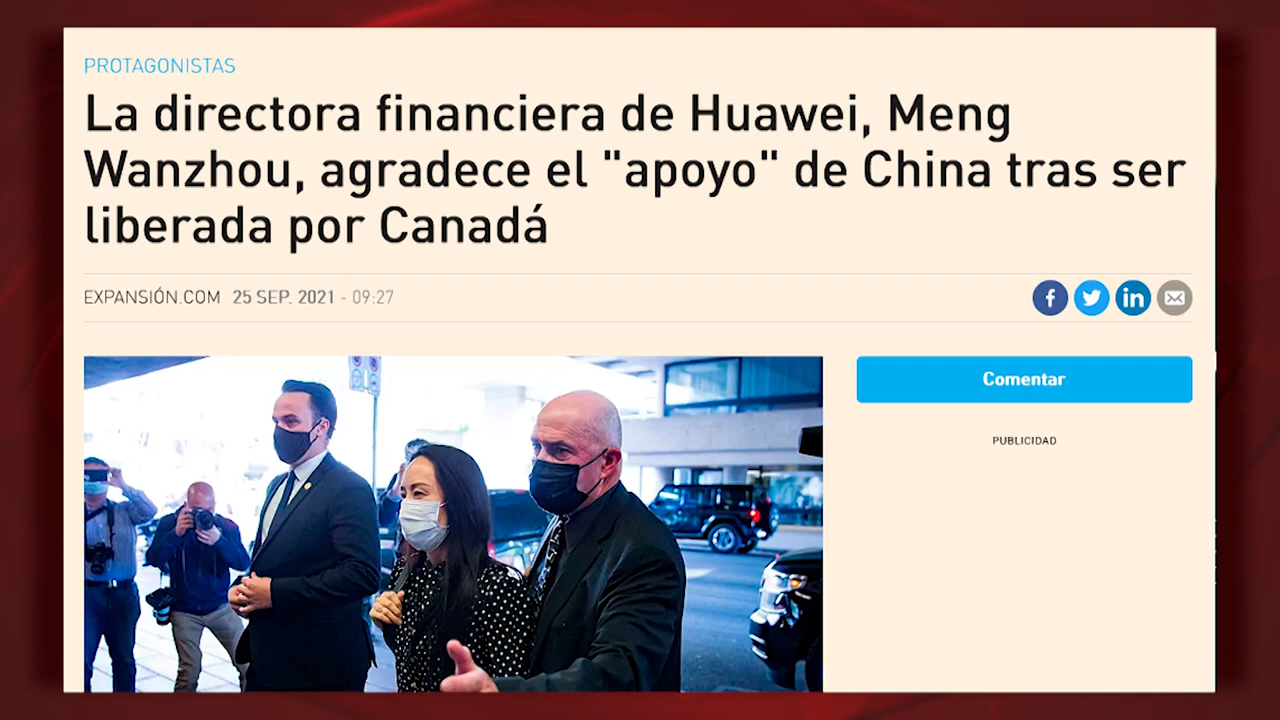 PROTAGONISTAS
La directora financiera de Huawei, Meng
Wanzhou, agradece el "apoyo" de China tras ser
liberada por Canadá
EXPANSIÓN.COM 25 SEP. 2021 - 09:27
f in
Comentar
PUBLICIDAD